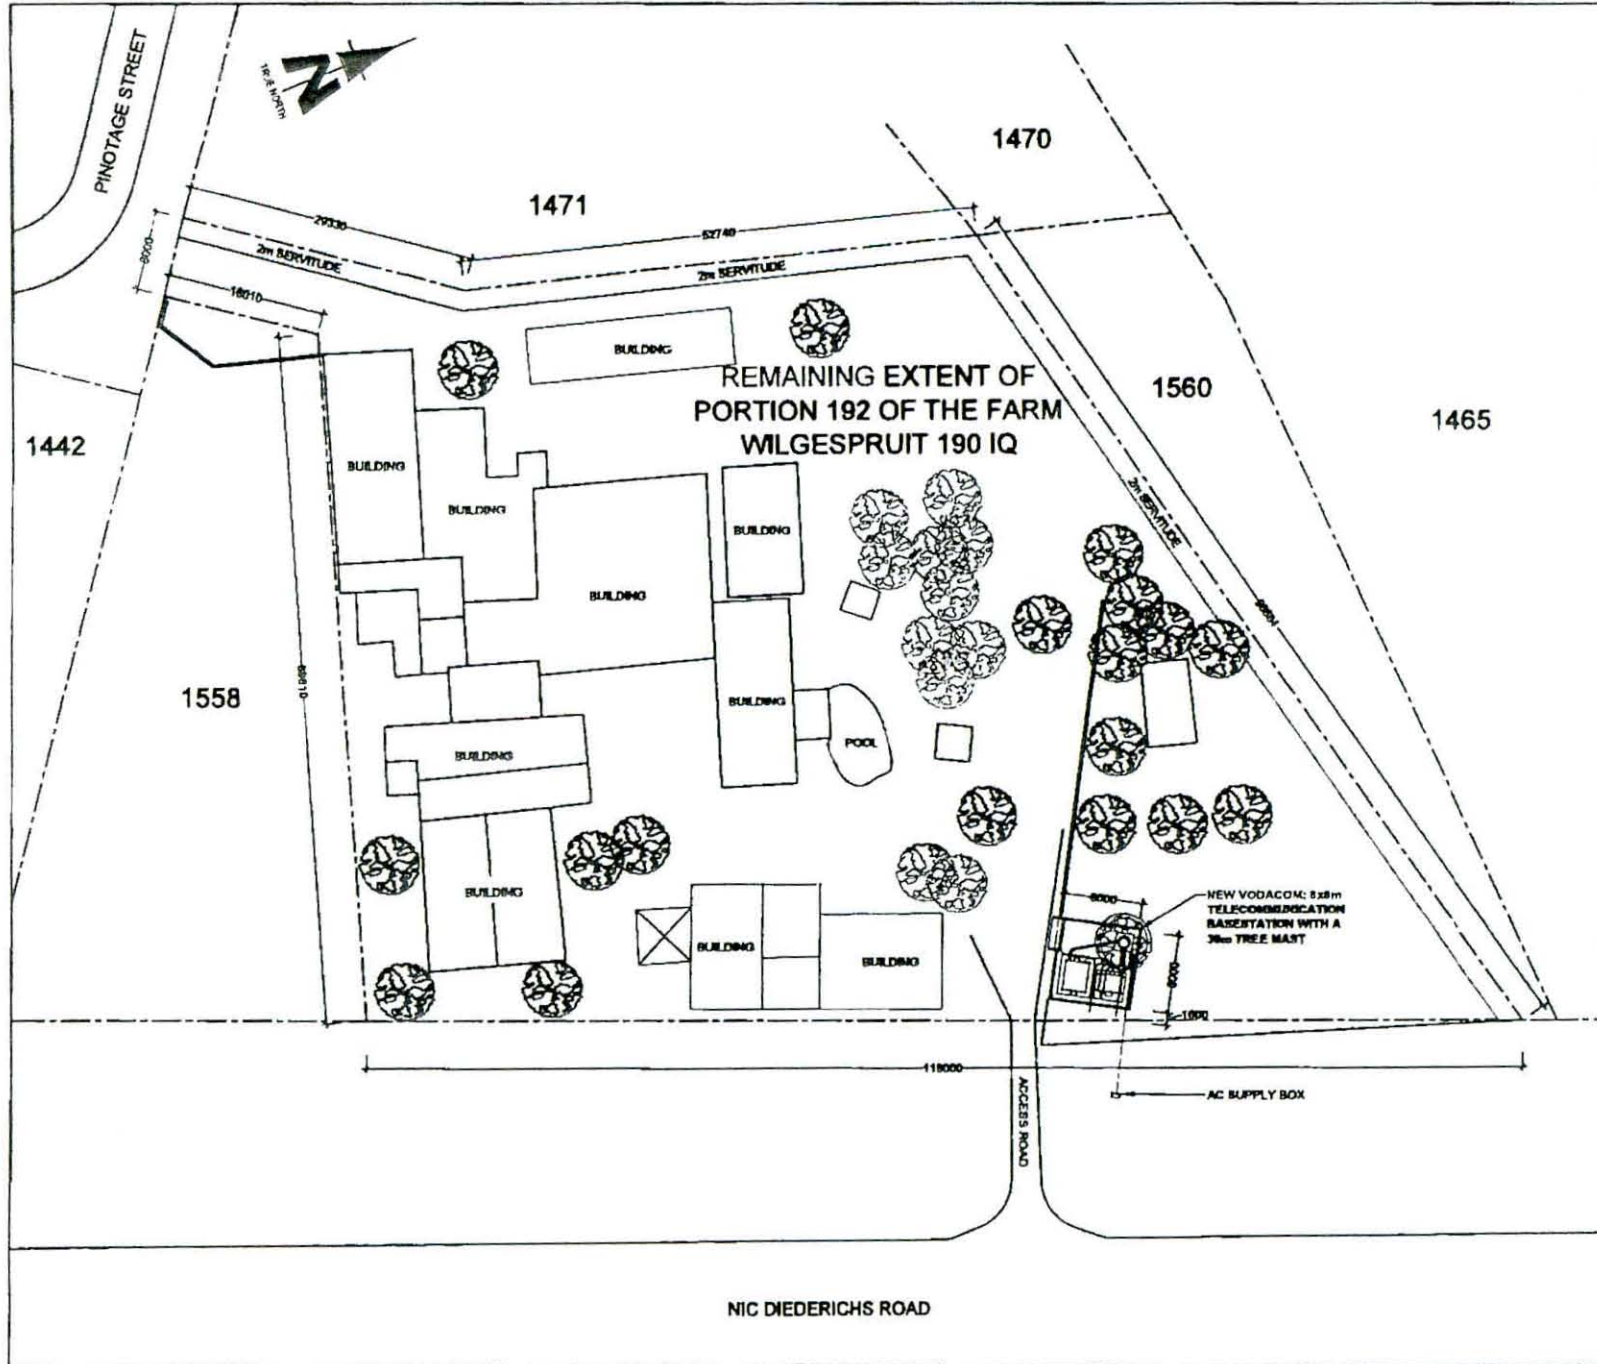 PINOTAGE STREET
TRUE NORTH
N
1470
1471
29330
52740
2m SERVITUDE
2m SERVITUDE
8000
16010
BUILDING
REMAINING EXTENT OF
PORTION 192 OF THE FARM
WILGESPRUIT 190 IQ
1560
1465
1442
BUILDING
BUILDING
BUILDING
2m SERVITUDE
BUILDING
1558
BUILDING
POOL
BUILDING
BUILDING
NEW VODACOM: 8x8m
TELECOMMUNICATION
BASESTATION WITH A
TREE MAST
8000
BUILDING
BUILDING
8000
1000
118000
ACCESS ROAD
AC SUPPLY BOX
NIC DIEDERICHS ROAD